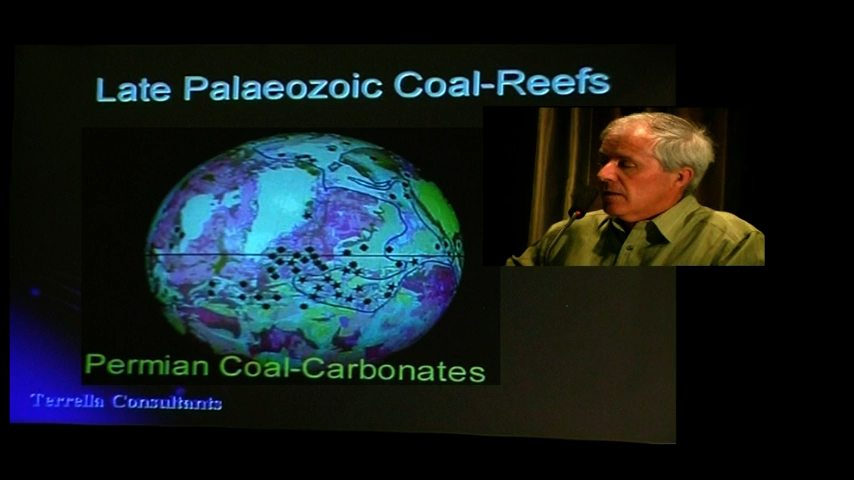 Late Palaeozoic Coal-Reefs
Permian Coal-Carbonates
Terrella Consultants